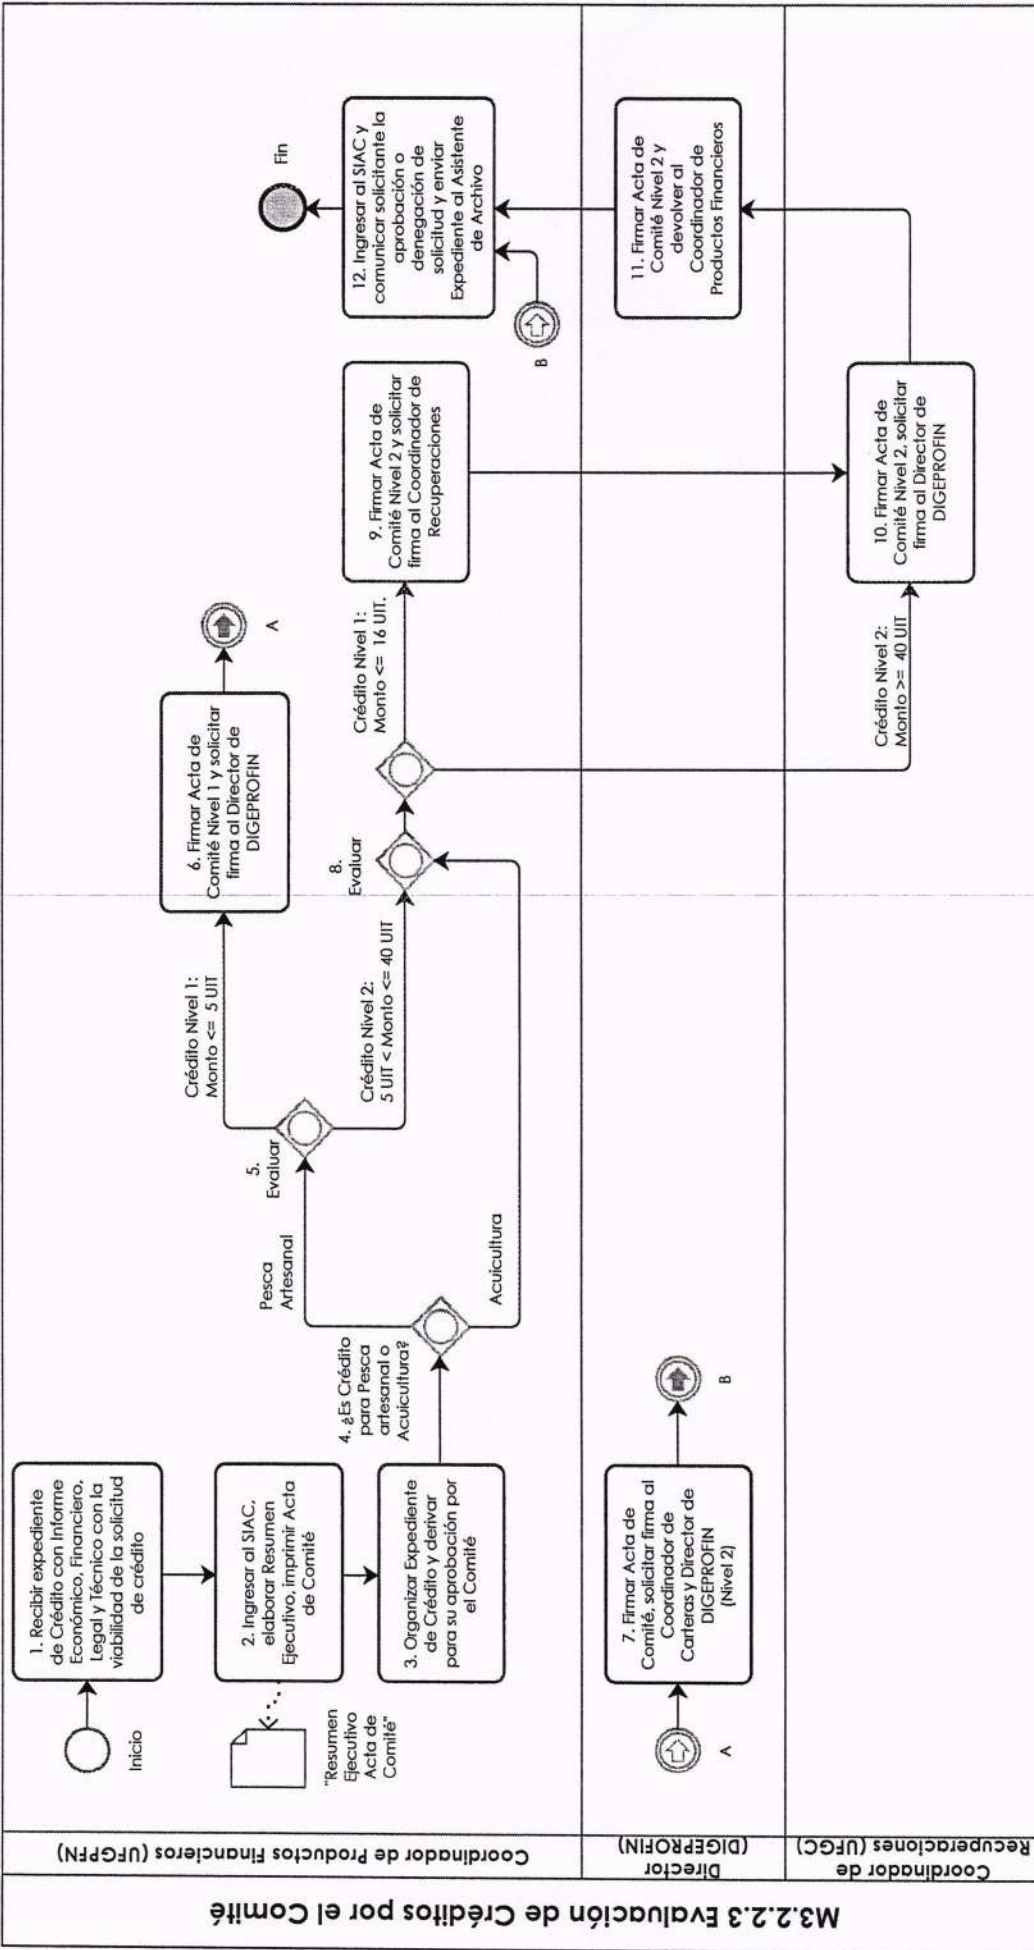 M3.2.2.3 Evaluación de Créditos por el Comité
Coordinador de Productos Financieros (UFGPFN)
Inicio
1. Recibir expediente
de Crédito con Informe
Económico, Financiero,
Legal y Técnico con la
viabilidad de la solicitud
de crédito
2. Ingresar al SIAC,
elaborar Resumen
Ejecutivo, imprimir Acta
de Comité
"Resumen
Ejecutivo
Acta de
Comité"
3. Organizar Expediente
de Crédito y derivar
para su aprobación por
el Comité
4. ¿Es Crédito
para Pesca
artesanal o
Acuicultura?
Pesca
Artesanal
Acuicultura
5.
Evaluar
Crédito Nivel 1:
Monto <= 5 UIT
Crédito Nivel 2:
5 UIT < Monto <= 40 UIT
6. Firmar Acta de
Comité Nivel 1 y solicitar
firma al Director de
DIGEPROFIN
A
8.
Evaluar
Crédito Nivel 1:
Monto <= 16 UIT.
9. Firmar Acta de
Comité Nivel 2 y solicitar
firma al Coordinador de
Recuperaciones
B
12. Ingresar al SIAC y
comunicar solicitante la
aprobación o
denegación de
solicitud y enviar
Expediente al Asistente
de Archivo
Fin
Director
(DIGEPROFIN)
A
7. Firmar Acta de
Comité, solicitar firma al
Coordinador de
Carteras y Director de
DIGEPROFIN
(Nivel 2)
B
11. Firmar Acta de
Comité Nivel 2 y
devolver al
Coordinador de
Productos Financieros
Coordinador de
Recuperaciones (UFGC)
Crédito Nivel 2:
Monto >= 40 UIT
10. Firmar Acta de
Comité Nivel 2, solicitar
firma al Director de
DIGEPROFIN